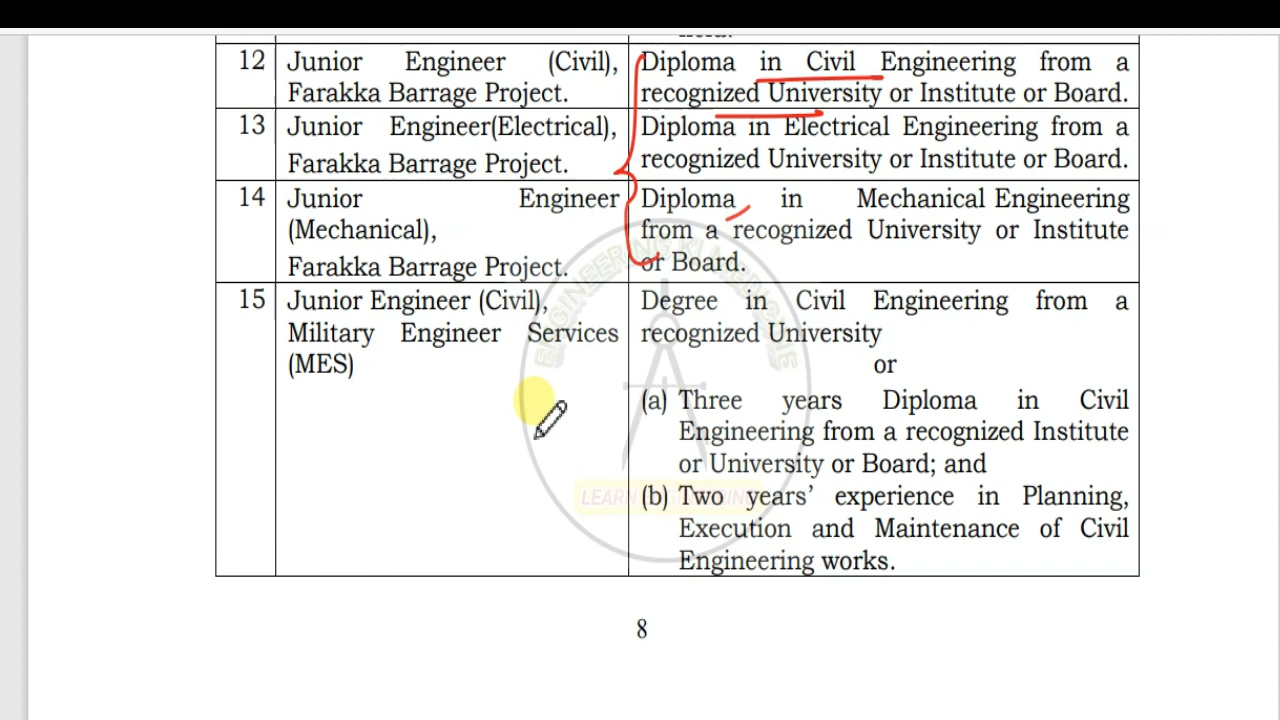 12 Junior Engineer (Civil), Diploma in Civil Engineering from a
Farakka Barrage Project. recognized University or Institute or Board.
13 Junior Engineer(Electrical), Diploma in Electrical Engineering from a
Farakka Barrage Project. recognized University or Institute or Board.
14 Junior Engineer Diploma in Mechanical Engineering
(Mechanical), from a recognized University or Institute
Farakka Barrage Project. or Board.
15 Junior Engineer (Civil), Degree in Civil Engineering from a
Military Engineer Services recognized University
(MES) or
(a) Three years Diploma in Civil
Engineering from a recognized Institute
or University or Board; and
(b) Two years’ experience in Planning,
Execution and Maintenance of Civil
Engineering works.
8